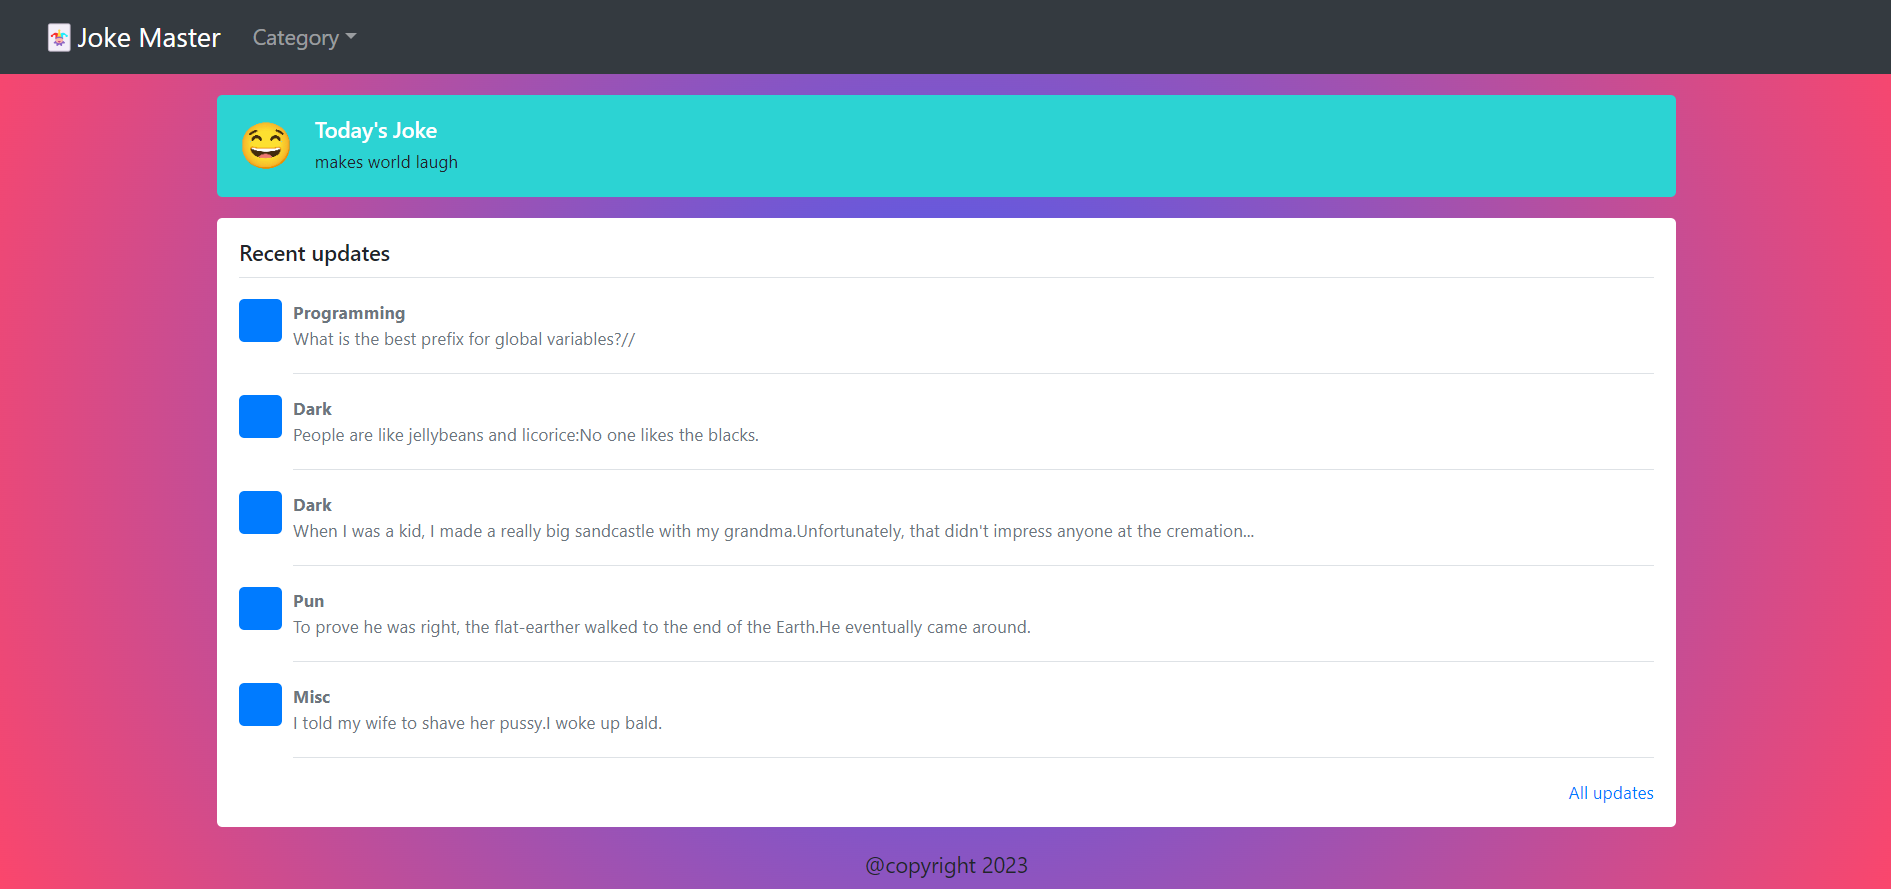 Joke Master
Category
Today's Joke
makes world laugh
Recent updates
Programming
What is the best prefix for global variables?//
Dark
People are like jellybeans and licorice:No one likes the blacks.
Dark
When I was a kid, I made a really big sandcastle with my grandma.Unfortunately, that didn't impress anyone at the cremation...
Pun
To prove he was right, the flat-earther walked to the end of the Earth.He eventually came around.
Misc
I told my wife to shave her pussy.I woke up bald.
All updates
@copyright 2023